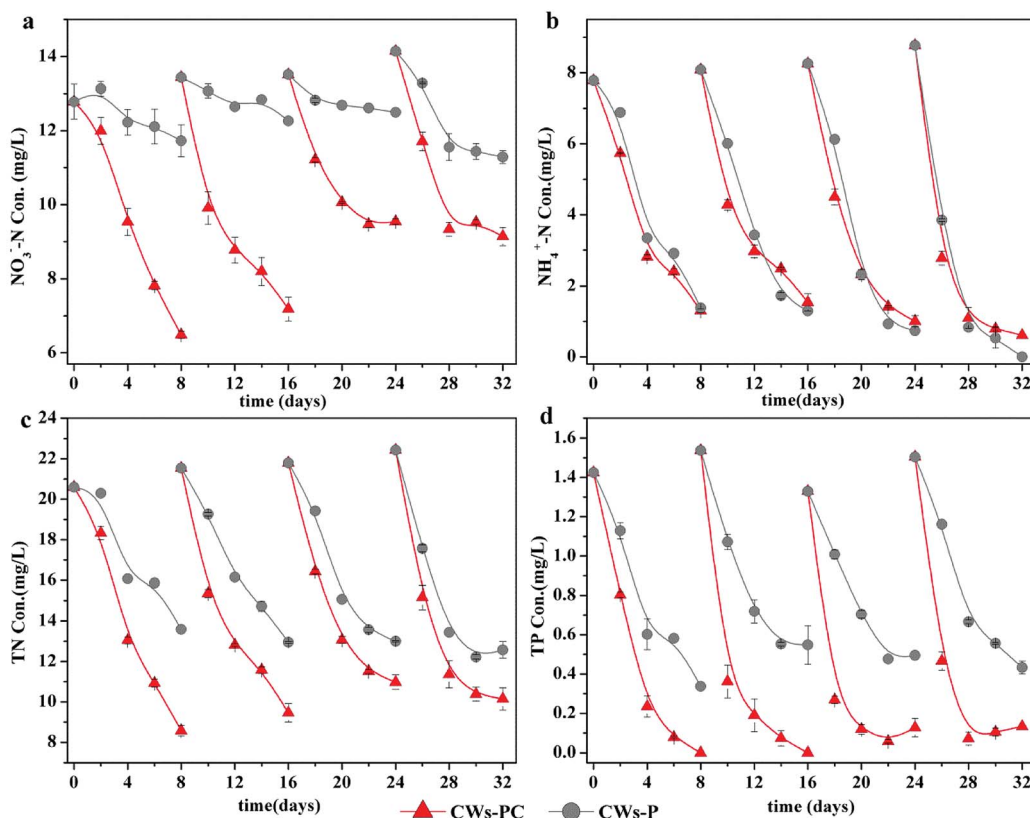 a
NO₃⁻-N Con. (mg/L)
14
12
10
8
6
0 4 8 12 16 20 24 28 32
time (days)
b
NH₄⁺-N Con.(mg/L)
8
6
4
2
0
0 4 8 12 16 20 24 28 32
time(days)
c
TN Con.(mg/L)
24
22
20
18
16
14
12
10
8
0 4 8 12 16 20 24 28 32
time(days)
d
TP Con.(mg/L)
1.6
1.4
1.2
1.0
0.8
0.6
0.4
0.2
0.0
0 4 8 12 16 20 24 28 32
time(days)
CWs-PC CWs-P